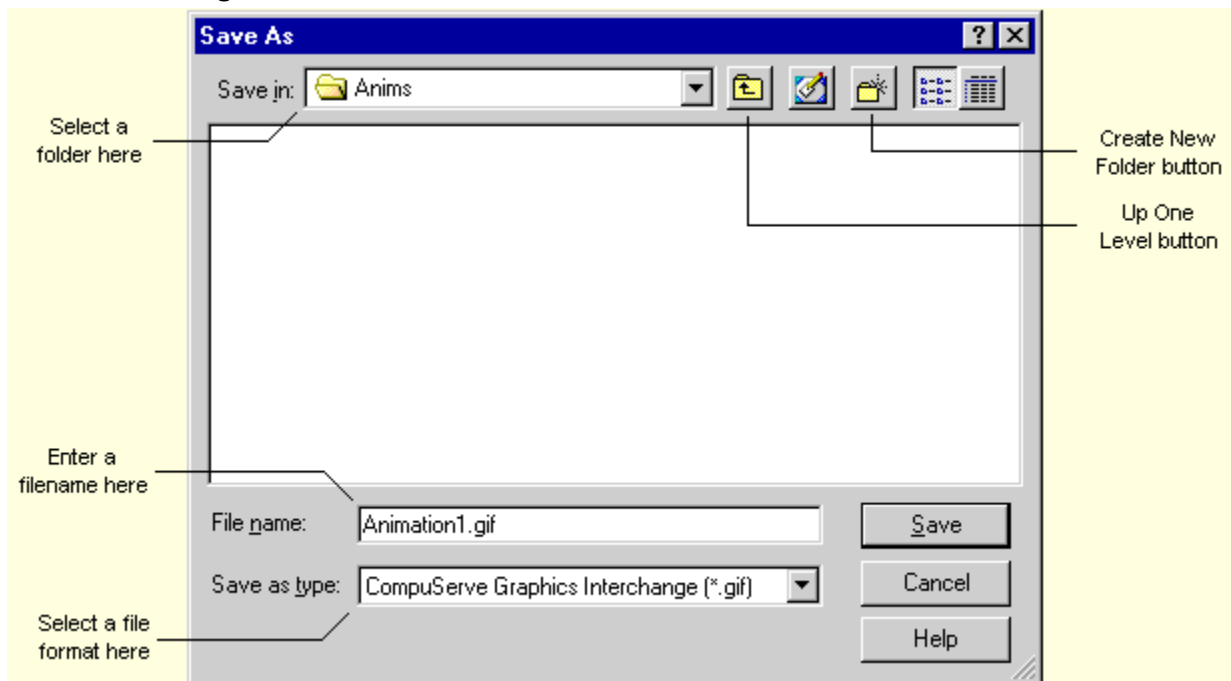 Save As
Save in: Anims
Select a
folder here
Create New
Folder button
Up One
Level button
Enter a
filename here
File name: Animation1.gif Save
Save as type: CompuServe Graphics Interchange (*.gif) Cancel
Select a file
format here
Help